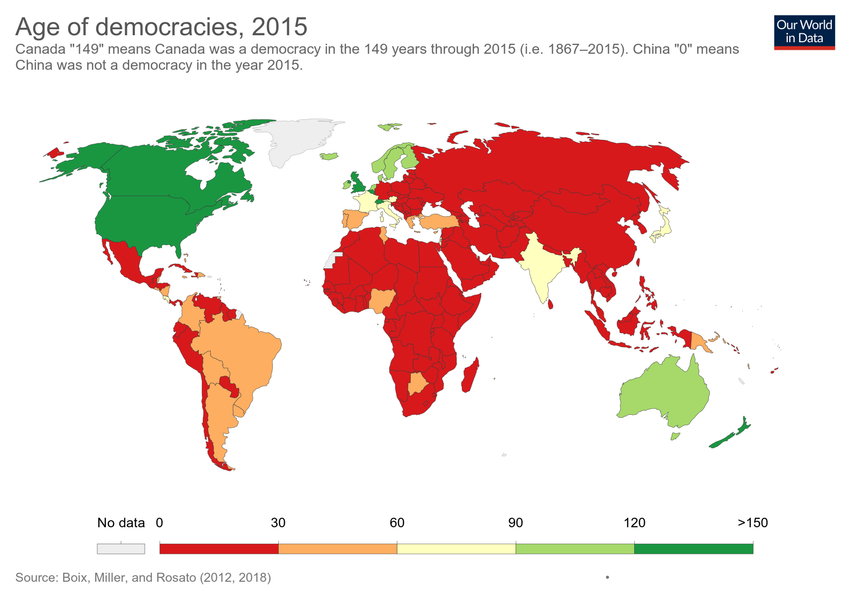 Age of democracies, 2015
Our World
in Data
Canada "149" means Canada was a democracy in the 149 years through 2015 (i.e. 1867–2015). China "0" means
China was not a democracy in the year 2015.
No data 0 30 60 90 120 >150
Source: Boix, Miller, and Rosato (2012, 2018)